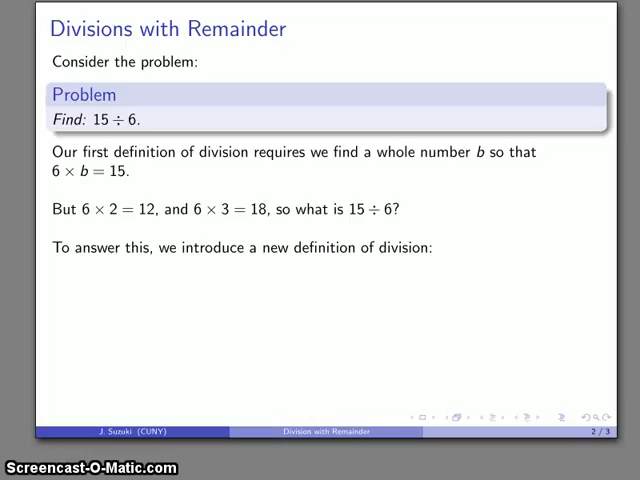 Divisions with Remainder
Consider the problem:
Problem
Find: 15 ÷ 6.
Our first definition of division requires we find a whole number b so that
6 × b = 15.
But 6 × 2 = 12, and 6 × 3 = 18, so what is 15 ÷ 6?
To answer this, we introduce a new definition of division:
J. Suzuki (CUNY) Division with Remainder 2 / 3
Screencast-O-Matic.com